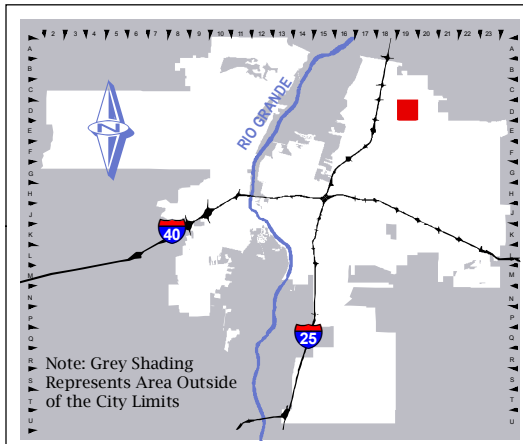 2 3 4 5 6 7 8 9 10 11 12 13 14 15 16 17 18 19 20 21 22 23
A A
B B
C C
D D
E E
F F
G G
H H
J J
K K
L L
M M
N N
P P
Q Q
R R
S S
T T
U U
N
RIO GRANDE
40
25
Note: Grey Shading
Represents Area Outside
of the City Limits